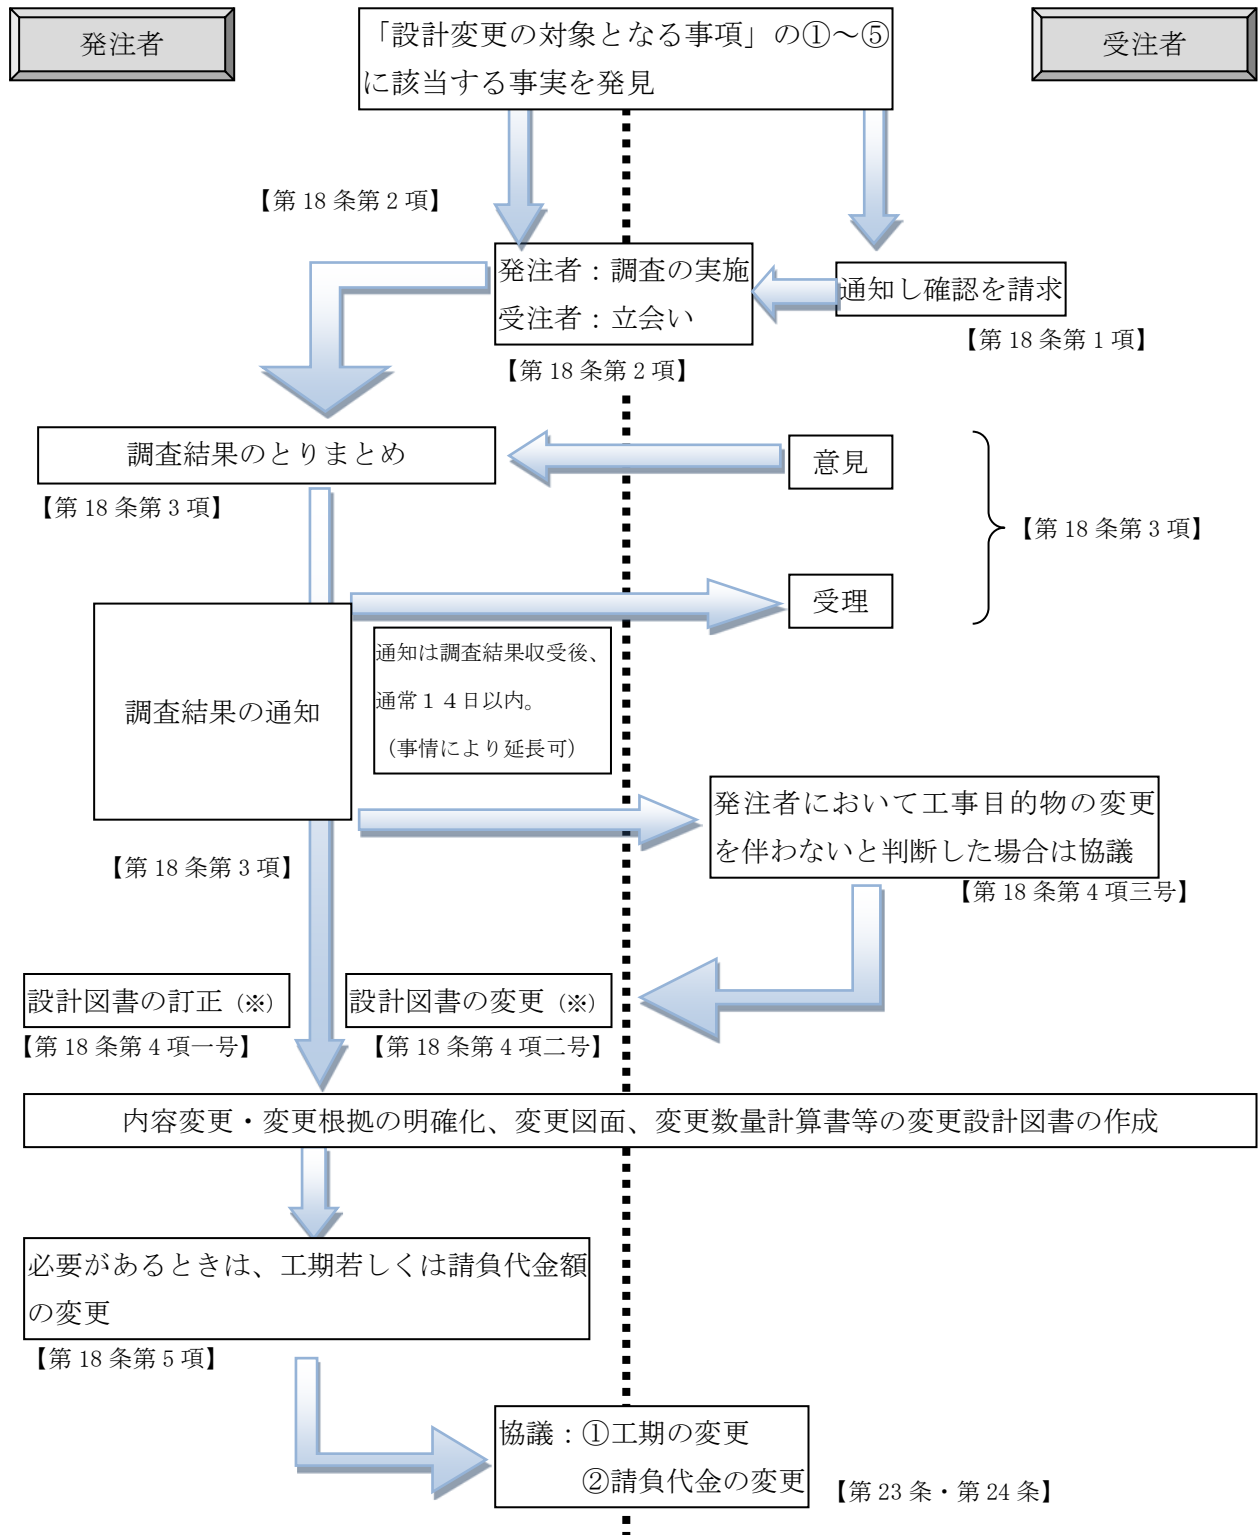 発注者
「設計変更の対象となる事項」の①～⑤
に該当する事実を発見
受注者
【第 18 条第 2 項】
発注者：調査の実施
受注者：立会い
通知し確認を請求
【第 18 条第 1 項】
【第 18 条第 2 項】
調査結果のとりまとめ
意見
【第 18 条第 3 項】
【第 18 条第 3 項】
受理
調査結果の通知
通知は調査結果収受後、
通常１４日以内。
（事情により延長可）
発注者において工事目的物の変更
を伴わないと判断した場合は協議
【第 18 条第 3 項】
【第 18 条第 4 項三号】
設計図書の訂正（※）
設計図書の変更（※）
【第 18 条第 4 項一号】
【第 18 条第 4 項二号】
内容変更・変更根拠の明確化、変更図面、変更数量計算書等の変更設計図書の作成
必要があるときは、工期若しくは請負代金額
の変更
【第 18 条第 5 項】
協議：①工期の変更
②請負代金の変更
【第 23 条・第 24 条】